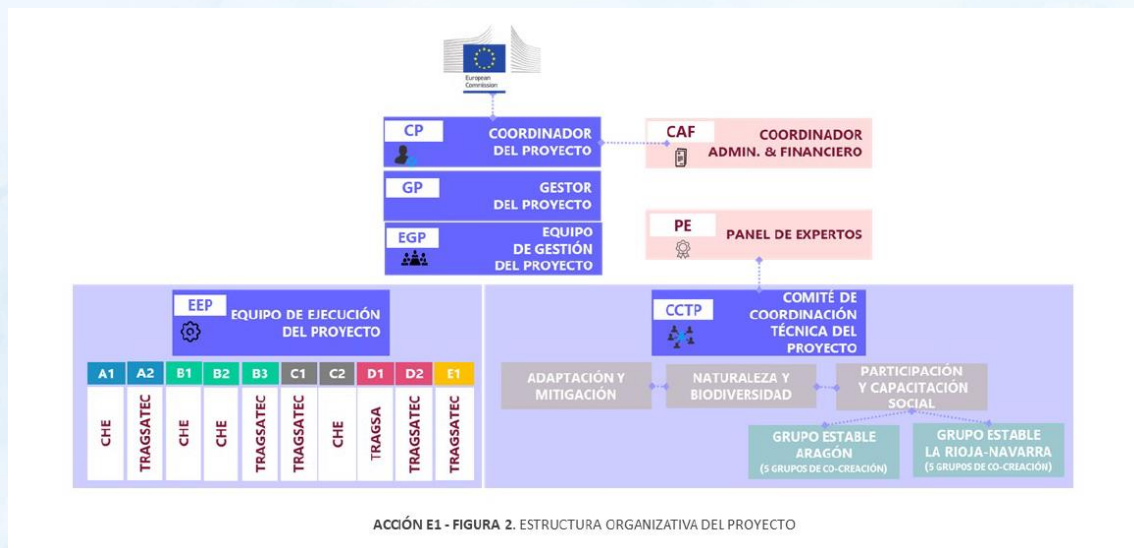 European
Commission
CP
COORDINADOR
DEL PROYECTO
CAF
COORDINADOR
ADMIN. & FINANCIERO
GP
GESTOR
DEL PROYECTO
EGP
EQUIPO
DE GESTIÓN
DEL PROYECTO
PE
PANEL DE EXPERTOS
EEP
EQUIPO DE EJECUCIÓN
DEL PROYECTO
CCTP
COMITÉ DE
COORDINACIÓN
TÉCNICA DEL
PROYECTO
A1 A2 B1 B2 B3 C1 C2 D1 D2 E1
CHE
TRAGSATEC
CHE
CHE
TRAGSATEC
TRAGSATEC
CHE
TRAGSA
TRAGSATEC
TRAGSATEC
ADAPTACIÓN Y
MITIGACIÓN
NATURALEZA Y
BIODIVERSIDAD
PARTICIPACIÓN
Y CAPACITACIÓN
SOCIAL
GRUPO ESTABLE
ARAGÓN
(5 GRUPOS DE CO-CREACIÓN)
GRUPO ESTABLE
LA RIOJA-NAVARRA
(5 GRUPOS DE CO-CREACIÓN)
ACCIÓN E1 - FIGURA 2. ESTRUCTURA ORGANIZATIVA DEL PROYECTO